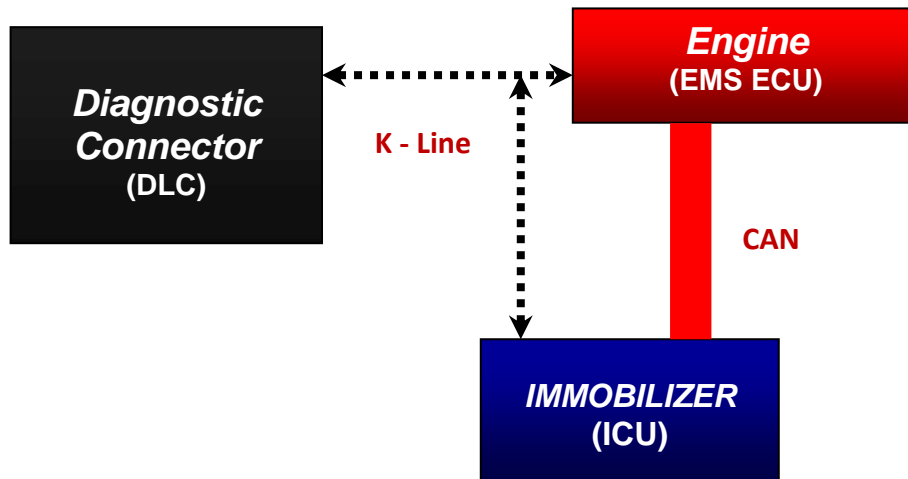 Diagnostic
Connector
(DLC)
K - Line
Engine
(EMS ECU)
CAN
IMMOBILIZER
(ICU)